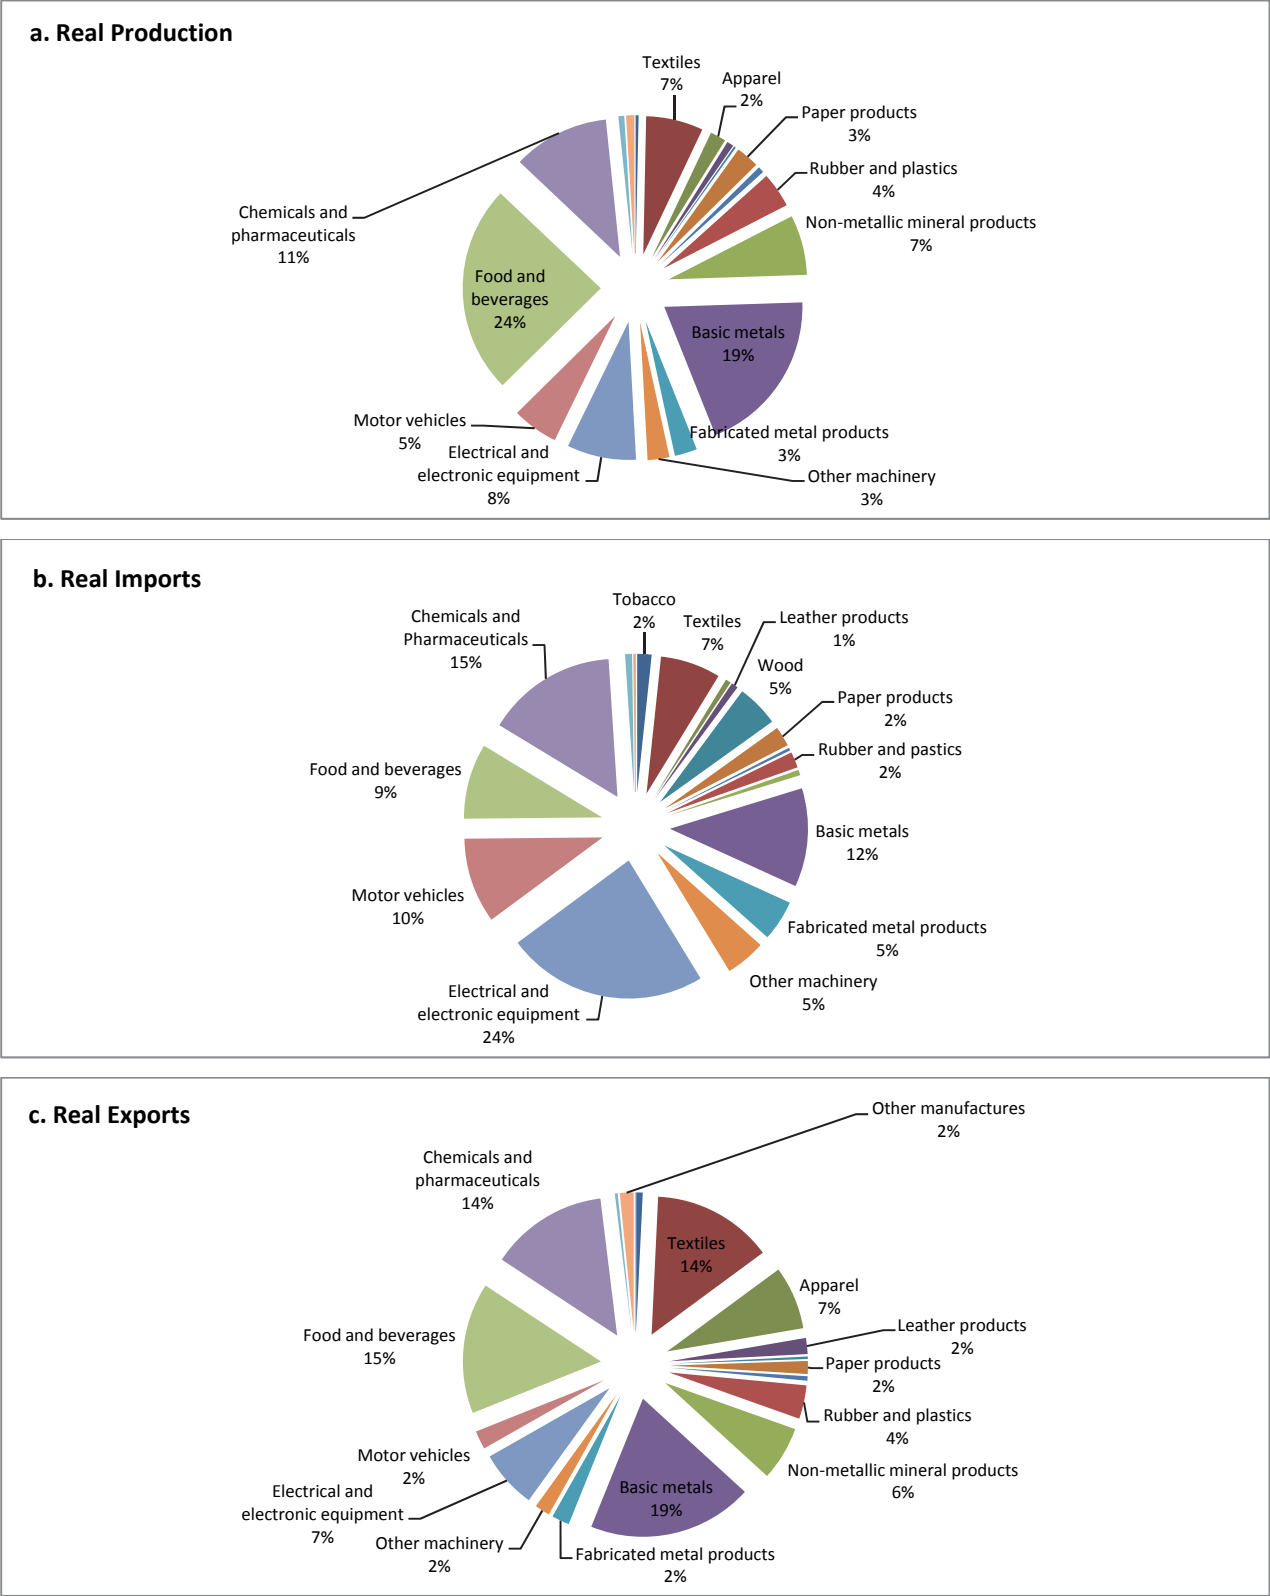 a. Real Production
Textiles
7%
Apparel
2%
Paper products
3%
Rubber and plastics
4%
Non-metallic mineral products
7%
Basic metals
19%
Fabricated metal products
3%
Other machinery
3%
Electrical and
electronic equipment
8%
Motor vehicles
5%
Food and
beverages
24%
Chemicals and
pharmaceuticals
11%
b. Real Imports
Tobacco
2%
Textiles
7%
Leather products
1%
Wood
5%
Paper products
2%
Rubber and pastics
2%
Basic metals
12%
Fabricated metal products
5%
Other machinery
5%
Electrical and
electronic equipment
24%
Motor vehicles
10%
Food and beverages
9%
Chemicals and
Pharmaceuticals
15%
c. Real Exports
Other manufactures
2%
Textiles
14%
Apparel
7%
Leather products
2%
Paper products
2%
Rubber and plastics
4%
Non-metallic mineral products
6%
Basic metals
19%
Fabricated metal products
2%
Other machinery
2%
Electrical and
electronic equipment
7%
Motor vehicles
2%
Food and beverages
15%
Chemicals and
pharmaceuticals
14%